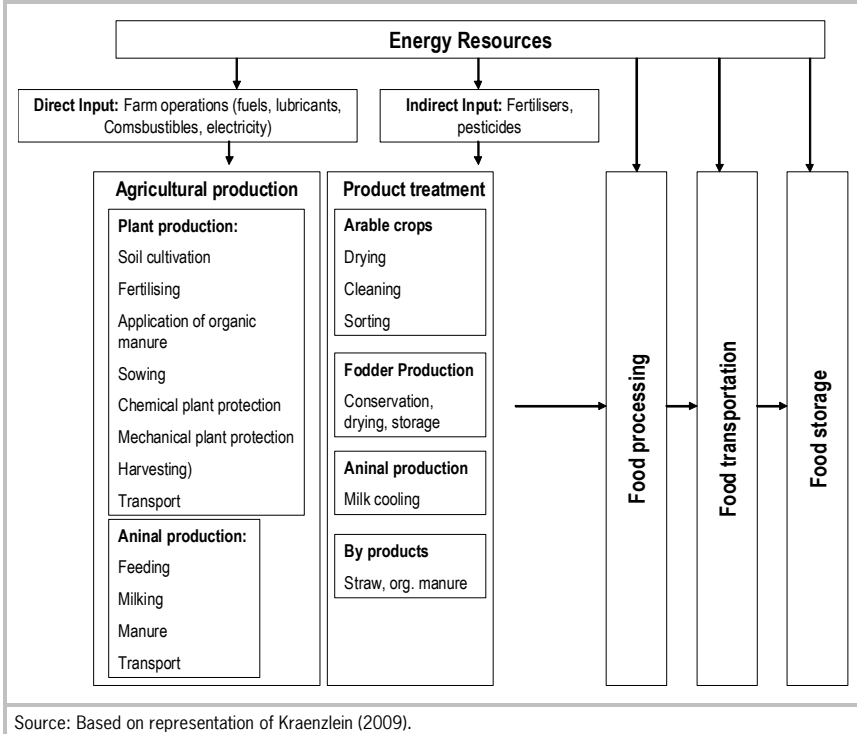 Energy Resources
Direct Input: Farm operations (fuels, lubricants,
Comsbustibles, electricity)
Indirect Input: Fertilisers,
pesticides
Agricultural production
Plant production:
Soil cultivation
Fertilising
Application of organic
manure
Sowing
Chemical plant protection
Mechanical plant protection
Harvesting)
Transport
Aninal production:
Feeding
Milking
Manure
Transport
Product treatment
Arable crops
Drying
Cleaning
Sorting
Fodder Production
Conservation,
drying, storage
Aninal production
Milk cooling
By products
Straw, org. manure
Food processing
Food transportation
Food storage
Source: Based on representation of Kraenzlein (2009).